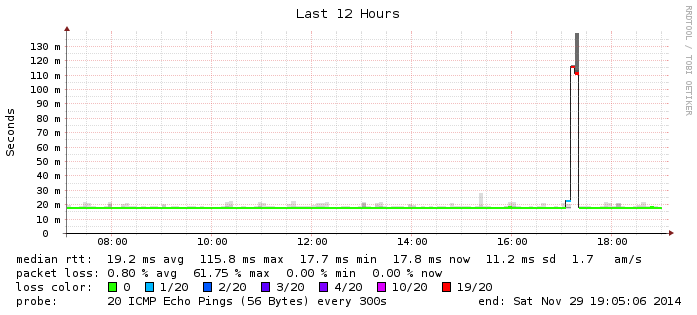 Last 12 Hours
RRDTOOL / TOBI OETIKER
Seconds
130 m
120 m
110 m
100 m
90 m
80 m
70 m
60 m
50 m
40 m
30 m
20 m
10 m
0
08:00 10:00 12:00 14:00 16:00 18:00
median rtt: 19.2 ms avg 115.8 ms max 17.7 ms min 17.8 ms now 11.2 ms sd 1.7 am/s
packet loss: 0.80 % avg 61.75 % max 0.00 % min 0.00 % now
loss color: 0 1/20 2/20 3/20 4/20 10/20 19/20
probe: 20 ICMP Echo Pings (56 Bytes) every 300s end: Sat Nov 29 19:05:06 2014